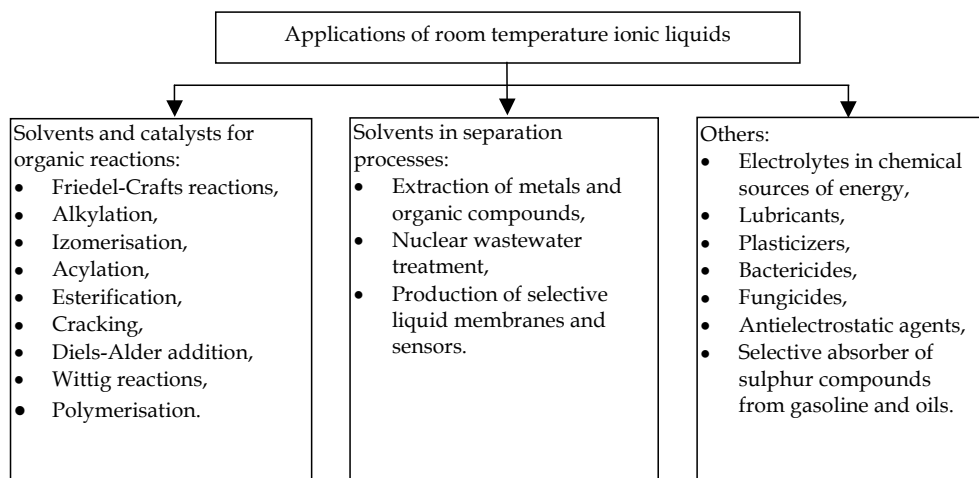 Applications of room temperature ionic liquids
Solvents and catalysts for
organic reactions:
• Friedel-Crafts reactions,
• Alkylation,
• Izomerisation,
• Acylation,
• Esterification,
• Cracking,
• Diels-Alder addition,
• Wittig reactions,
• Polymerisation.
Solvents in separation
processes:
• Extraction of metals and
organic compounds,
• Nuclear wastewater
treatment,
• Production of selective
liquid membranes and
sensors.
Others:
• Electrolytes in chemical
sources of energy,
• Lubricants,
• Plasticizers,
• Bactericides,
• Fungicides,
• Antielectrostatic agents,
• Selective absorber of
sulphur compounds
from gasoline and oils.